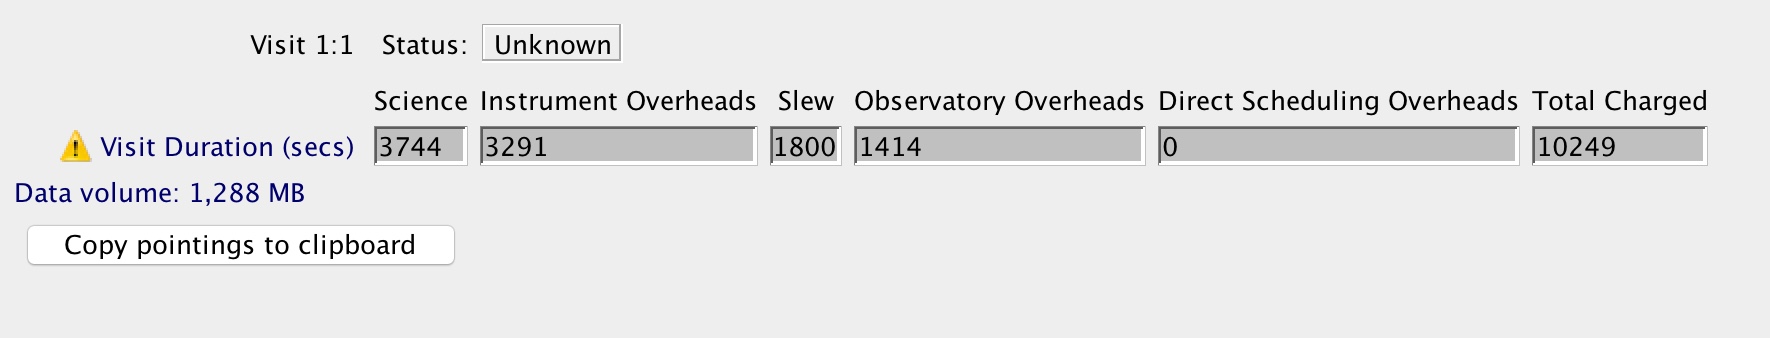 Visit 1:1 Status: Unknown
Science Instrument Overheads Slew Observatory Overheads Direct Scheduling Overheads Total Charged
Visit Duration (secs) 3744 3291 1800 1414 0 10249
Data volume: 1,288 MB
Copy pointings to clipboard